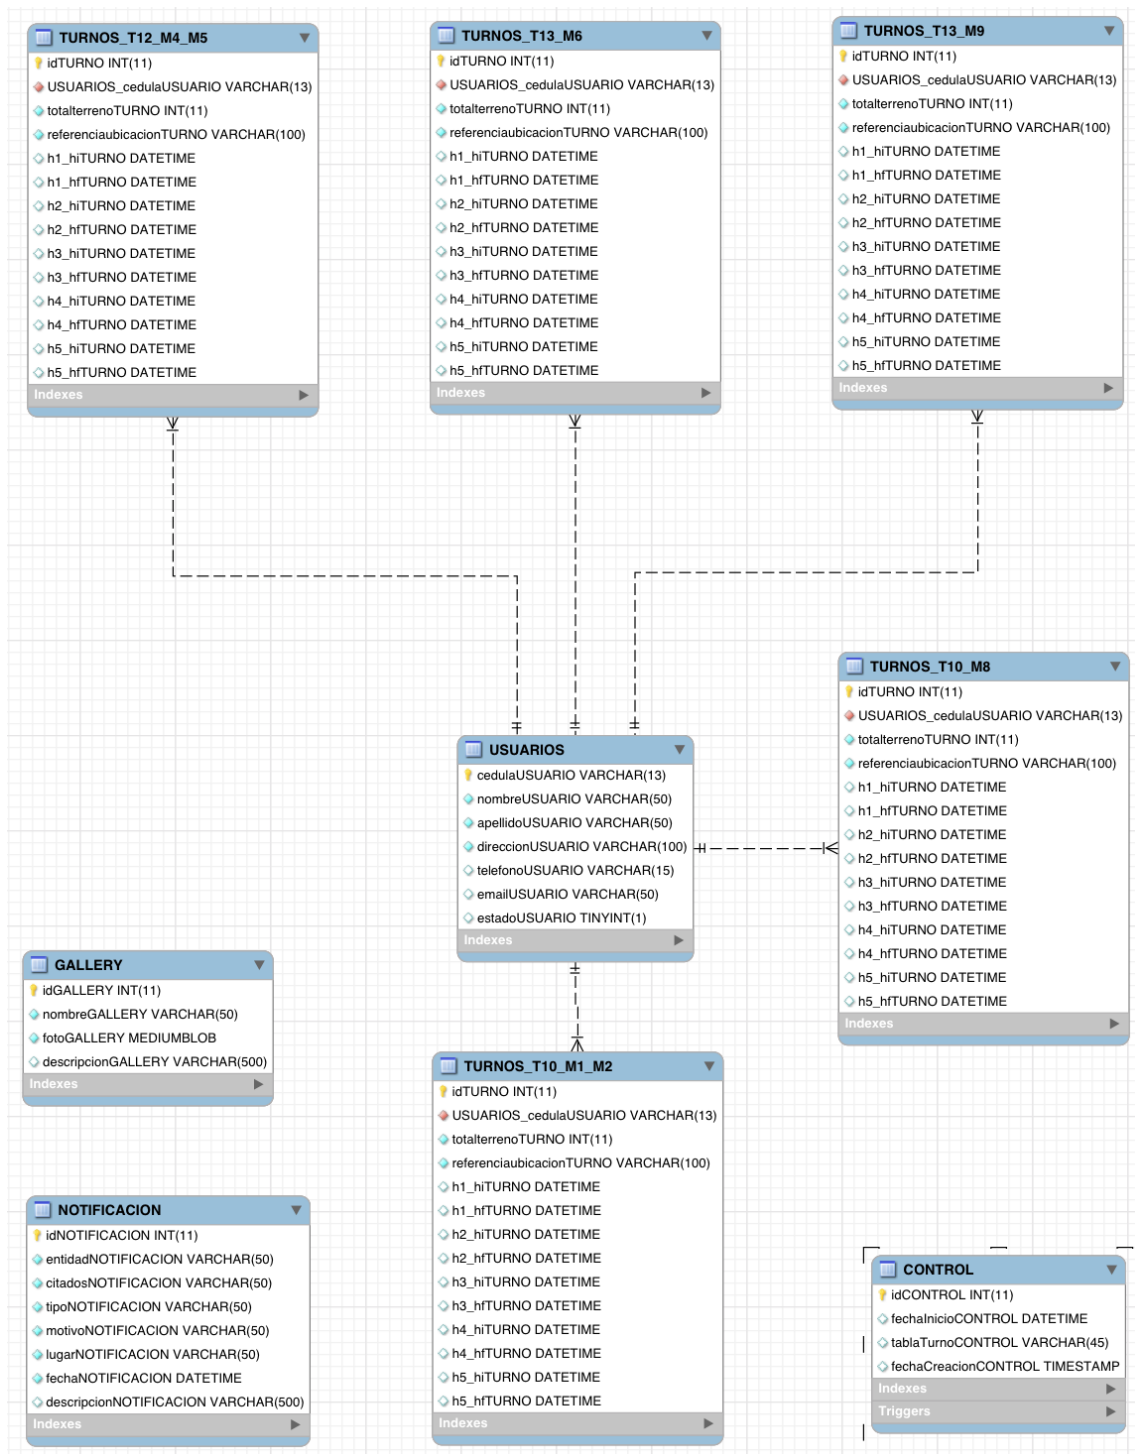 TURNOS_T12_M4_M5
idTURNO INT(11)
USUARIOS_cedulaUSUARIO VARCHAR(13)
totalterrenoTURNO INT(11)
referenciaubicacionTURNO VARCHAR(100)
h1_hiTURNO DATETIME
h1_hfTURNO DATETIME
h2_hiTURNO DATETIME
h2_hfTURNO DATETIME
h3_hiTURNO DATETIME
h3_hfTURNO DATETIME
h4_hiTURNO DATETIME
h4_hfTURNO DATETIME
h5_hiTURNO DATETIME
h5_hfTURNO DATETIME
Indexes
TURNOS_T13_M6
idTURNO INT(11)
USUARIOS_cedulaUSUARIO VARCHAR(13)
totalterrenoTURNO INT(11)
referenciaubicacionTURNO VARCHAR(100)
h1_hiTURNO DATETIME
h1_hfTURNO DATETIME
h2_hiTURNO DATETIME
h2_hfTURNO DATETIME
h3_hiTURNO DATETIME
h3_hfTURNO DATETIME
h4_hiTURNO DATETIME
h4_hfTURNO DATETIME
h5_hiTURNO DATETIME
h5_hfTURNO DATETIME
Indexes
TURNOS_T13_M9
idTURNO INT(11)
USUARIOS_cedulaUSUARIO VARCHAR(13)
totalterrenoTURNO INT(11)
referenciaubicacionTURNO VARCHAR(100)
h1_hiTURNO DATETIME
h1_hfTURNO DATETIME
h2_hiTURNO DATETIME
h2_hfTURNO DATETIME
h3_hiTURNO DATETIME
h3_hfTURNO DATETIME
h4_hiTURNO DATETIME
h4_hfTURNO DATETIME
h5_hiTURNO DATETIME
h5_hfTURNO DATETIME
Indexes
USUARIOS
cedulaUSUARIO VARCHAR(13)
nombreUSUARIO VARCHAR(50)
apellidoUSUARIO VARCHAR(50)
direccionUSUARIO VARCHAR(100)
telefonoUSUARIO VARCHAR(15)
emailUSUARIO VARCHAR(50)
estadoUSUARIO TINYINT(1)
Indexes
TURNOS_T10_M8
idTURNO INT(11)
USUARIOS_cedulaUSUARIO VARCHAR(13)
totalterrenoTURNO INT(11)
referenciaubicacionTURNO VARCHAR(100)
h1_hiTURNO DATETIME
h1_hfTURNO DATETIME
h2_hiTURNO DATETIME
h2_hfTURNO DATETIME
h3_hiTURNO DATETIME
h3_hfTURNO DATETIME
h4_hiTURNO DATETIME
h4_hfTURNO DATETIME
h5_hiTURNO DATETIME
h5_hfTURNO DATETIME
Indexes
GALLERY
idGALLERY INT(11)
nombreGALLERY VARCHAR(50)
fotoGALLERY MEDIUMBLOB
descripcionGALLERY VARCHAR(500)
Indexes
TURNOS_T10_M1_M2
idTURNO INT(11)
USUARIOS_cedulaUSUARIO VARCHAR(13)
totalterrenoTURNO INT(11)
referenciaubicacionTURNO VARCHAR(100)
h1_hiTURNO DATETIME
h1_hfTURNO DATETIME
h2_hiTURNO DATETIME
h2_hfTURNO DATETIME
h3_hiTURNO DATETIME
h3_hfTURNO DATETIME
h4_hiTURNO DATETIME
h4_hfTURNO DATETIME
h5_hiTURNO DATETIME
h5_hfTURNO DATETIME
Indexes
NOTIFICACION
idNOTIFICACION INT(11)
entidadNOTIFICACION VARCHAR(50)
citadosNOTIFICACION VARCHAR(50)
tipoNOTIFICACION VARCHAR(50)
motivoNOTIFICACION VARCHAR(50)
lugarNOTIFICACION VARCHAR(50)
fechaNOTIFICACION DATETIME
descripcionNOTIFICACION VARCHAR(500)
Indexes
CONTROL
idCONTROL INT(11)
fechaInicioCONTROL DATETIME
tablaTurnoCONTROL VARCHAR(45)
fechaCreacionCONTROL TIMESTAMP
Indexes
Triggers